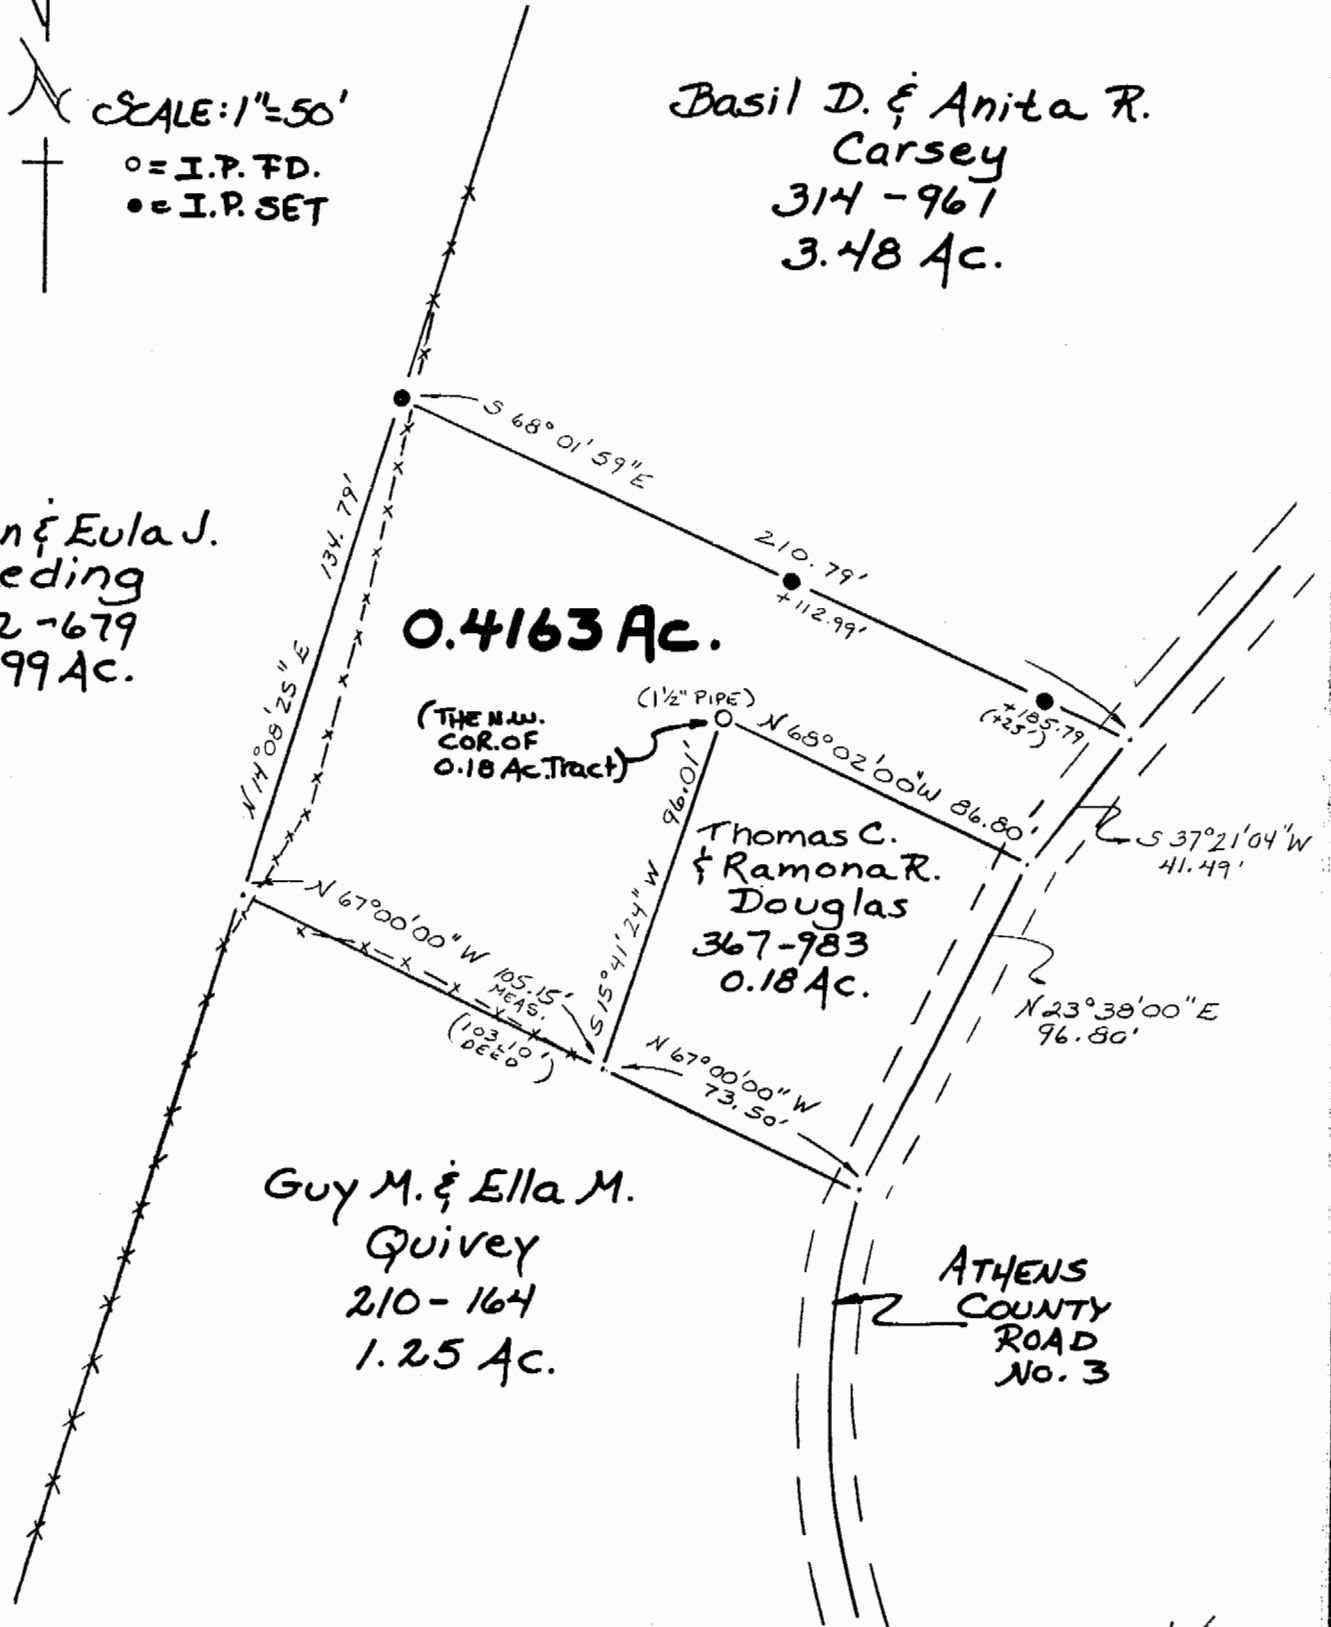 N
SCALE: 1"=50'
o = I.P. FD.
• = I.P. SET
Basil D. & Anita R.
Carsey
314-961
3.48 Ac.
n & Eula J.
eding
2-679
99 Ac.
S 68° 01' 59" E
210.79'
+112.99'
+185.79
(+25')
134.79'
N 14° 08' 25" E
0.4163 Ac.
(THE N.W.
COR. OF
0.18 Ac. Tract)
(1½" PIPE)
N 68° 02' 00" W 86.80'
96.01'
S 15° 41' 24" W
Thomas C.
& Ramona R.
Douglas
367-983
0.18 Ac.
S 37° 21' 04" W
41.49'
N 23° 38' 00" E
96.80'
N 67° 00' 00" W
105.15'
MEAS.
(103.10'
DEED)
N 67° 00' 00" W
73.50'
Guy M. & Ella M.
Quivey
210-164
1.25 Ac.
ATHENS
COUNTY
ROAD
No. 3